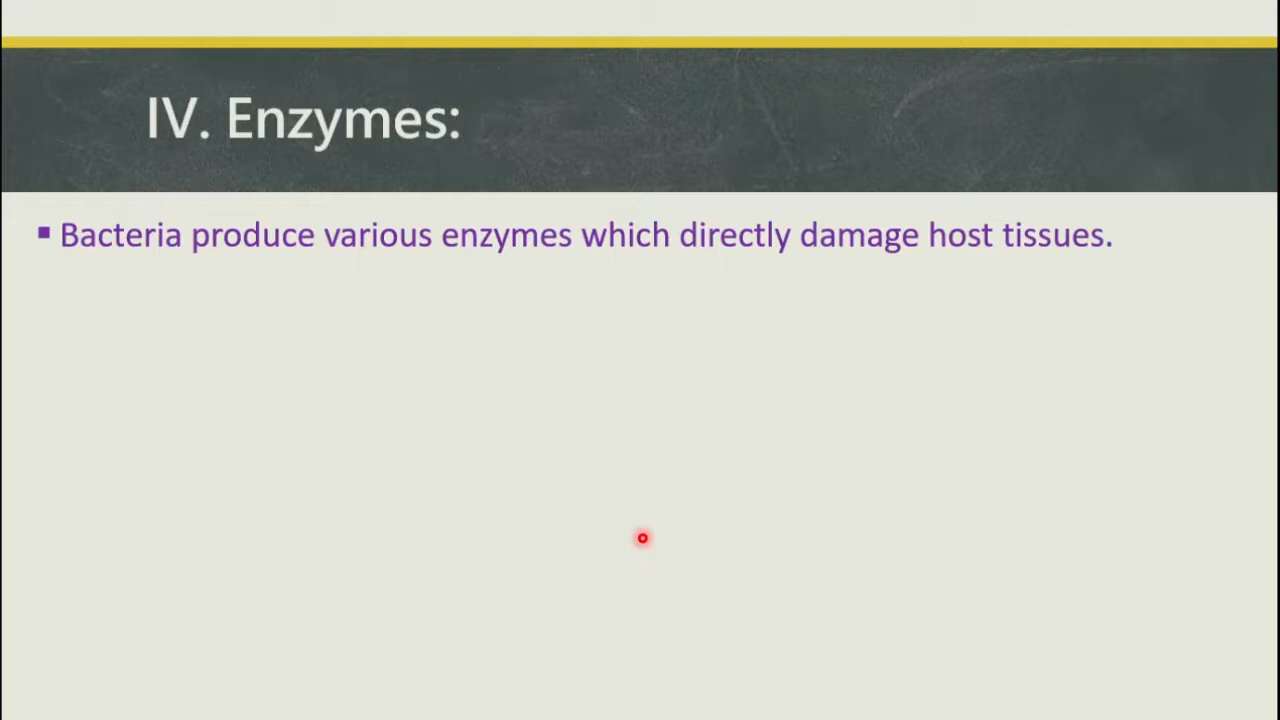 IV. Enzymes:
▪ Bacteria produce various enzymes which directly damage host tissues.